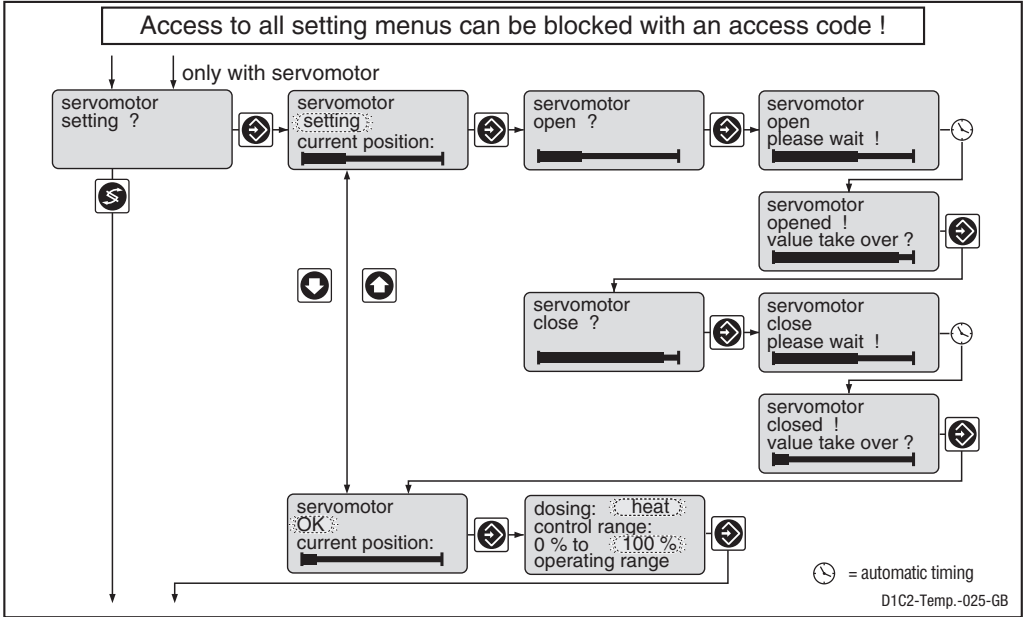 Access to all setting menus can be blocked with an access code !
only with servomotor
servomotor
setting ?
servomotor
setting
current position:
servomotor
open ?
servomotor
open
please wait !
servomotor
opened !
value take over ?
servomotor
close ?
servomotor
close
please wait !
servomotor
closed !
value take over ?
servomotor
OK
current position:
dosing: heat
control range:
0 % to 100 %
operating range
= automatic timing
D1C2-Temp.-025-GB